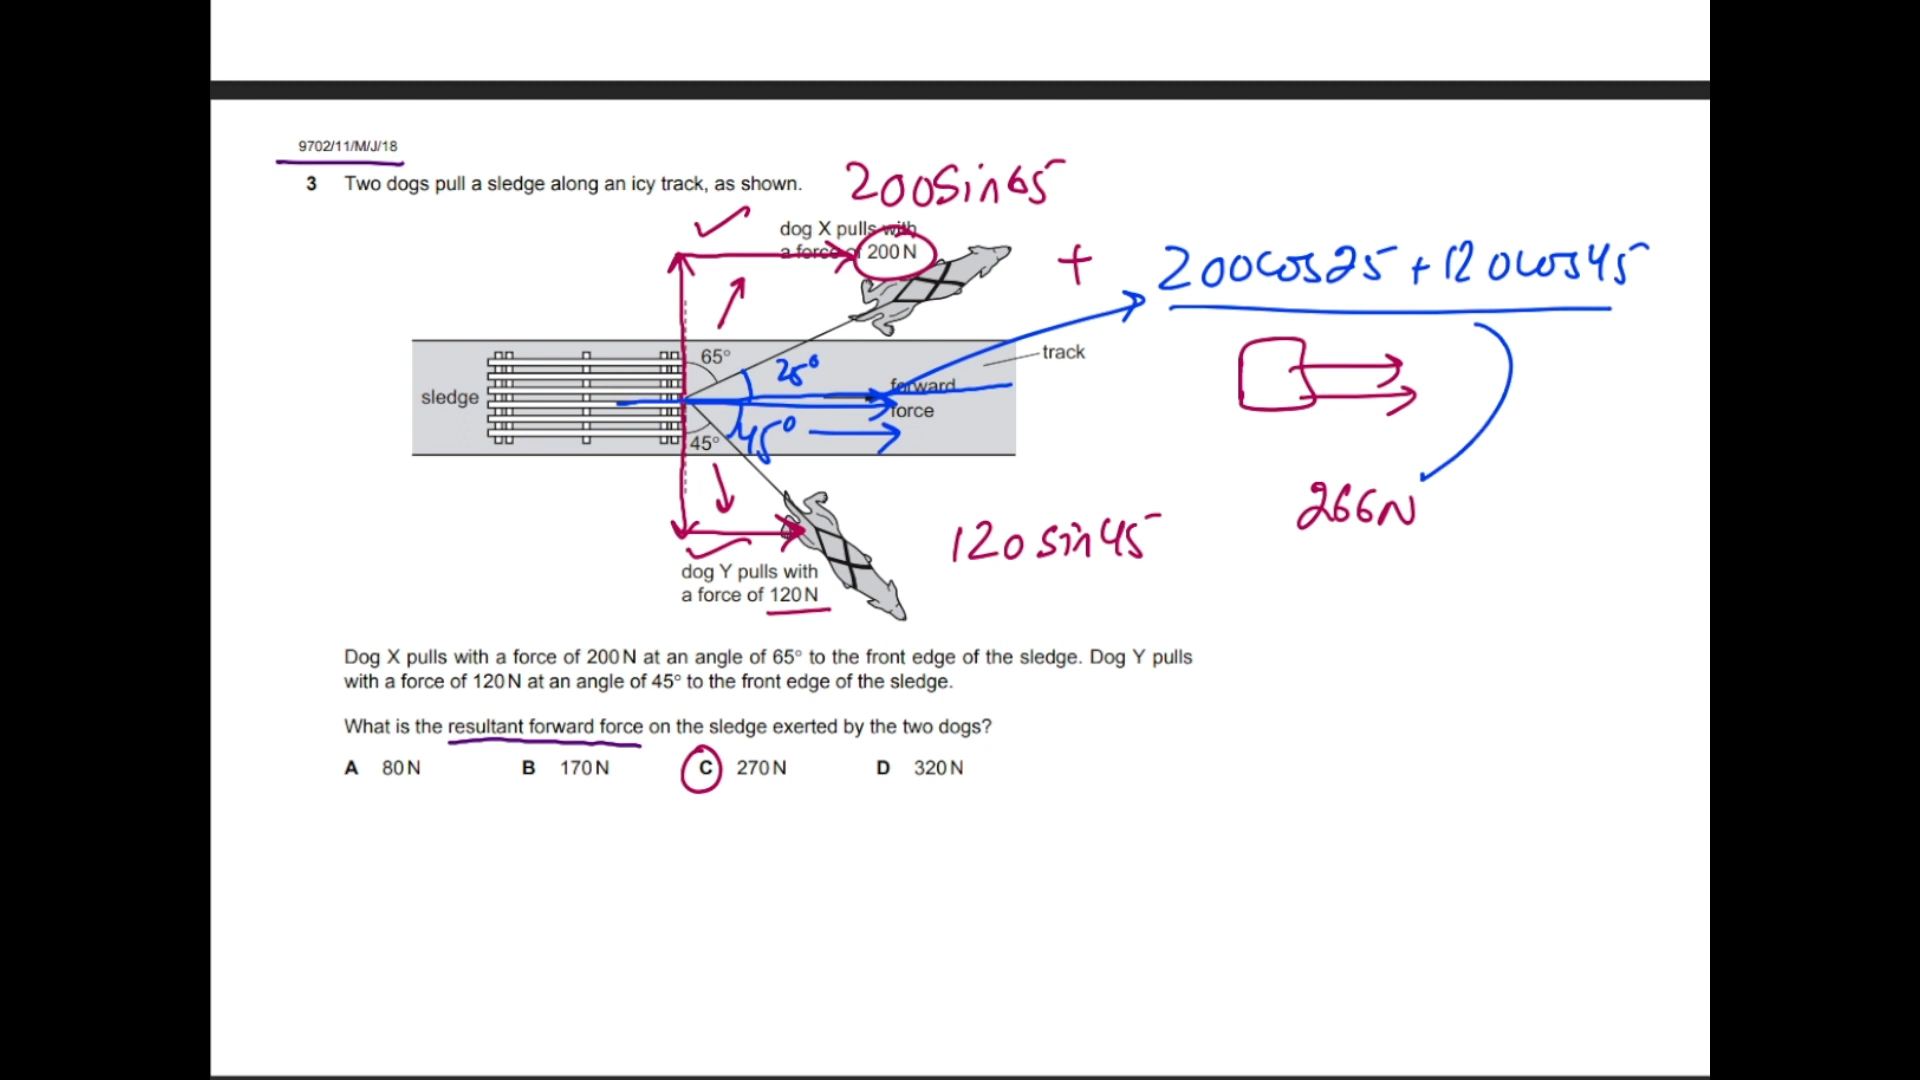 9702/11/M/J/18
3 Two dogs pull a sledge along an icy track, as shown.
200Sin65
dog X pulls with
a force of 200 N
+
200cos25 + 120cos45
65°
25°
track
forward
force
sledge
45°
45°
266N
120 sin45
dog Y pulls with
a force of 120 N
Dog X pulls with a force of 200 N at an angle of 65° to the front edge of the sledge. Dog Y pulls
with a force of 120 N at an angle of 45° to the front edge of the sledge.
What is the resultant forward force on the sledge exerted by the two dogs?
A 80 N B 170 N C 270 N D 320 N